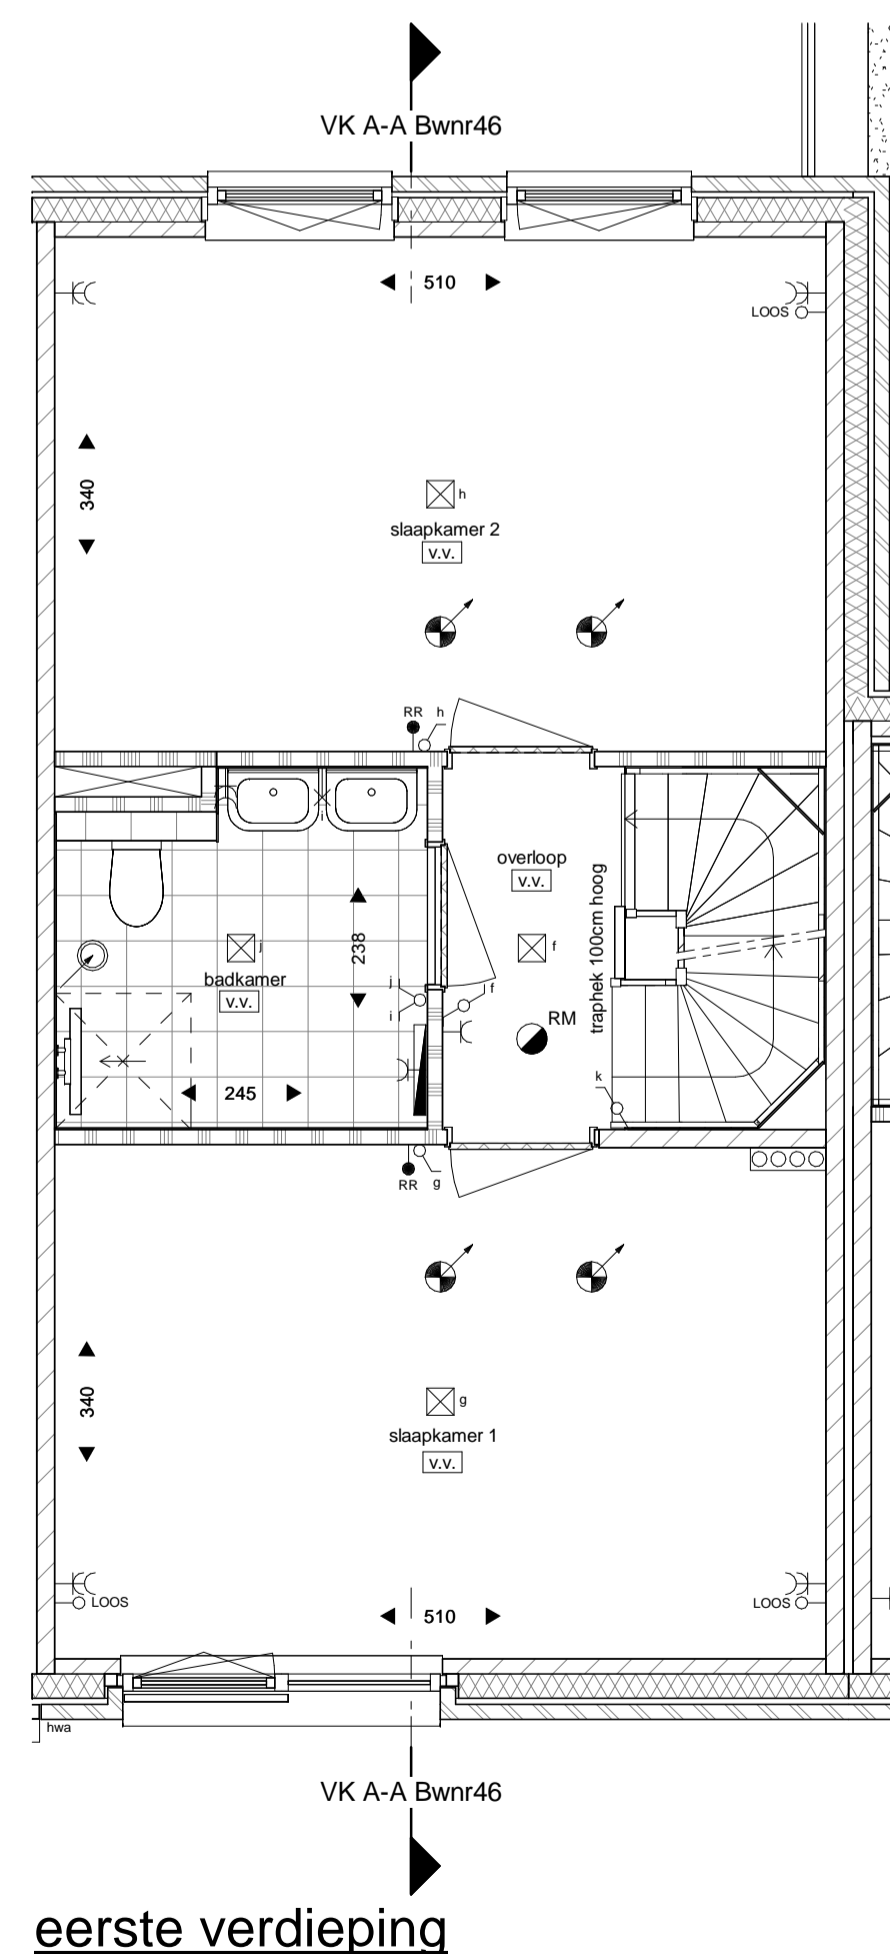 VK A-A Bwnr46
510
LOOS
340
h
slaapkamer 2
v.v.
RR h
i
overloop
v.v.
traphek 100cm hoog
238
j
f
badkamer
v.v.
j
f
i
RM
k
245
RR g
340
g
slaapkamer 1
v.v.
LOOS
LOOS
510
hwa
VK A-A Bwnr46
eerste verdieping